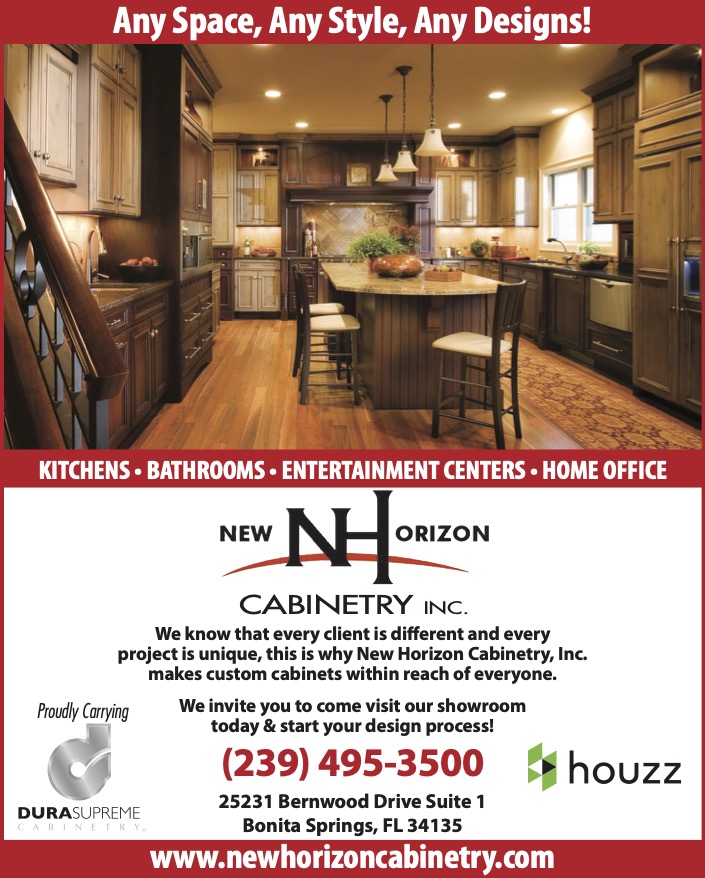 Any Space, Any Style, Any Designs!
KITCHENS • BATHROOMS • ENTERTAINMENT CENTERS • HOME OFFICE
NEW NH ORIZON
CABINETRY INC.
We know that every client is different and every
project is unique, this is why New Horizon Cabinetry, Inc.
makes custom cabinets within reach of everyone.
We invite you to come visit our showroom
today & start your design process!
Proudly Carrying
d
DURASUPREME
CABINETRY®
(239) 495-3500
25231 Bernwood Drive Suite 1
Bonita Springs, FL 34135
houzz
www.newhorizoncabinetry.com